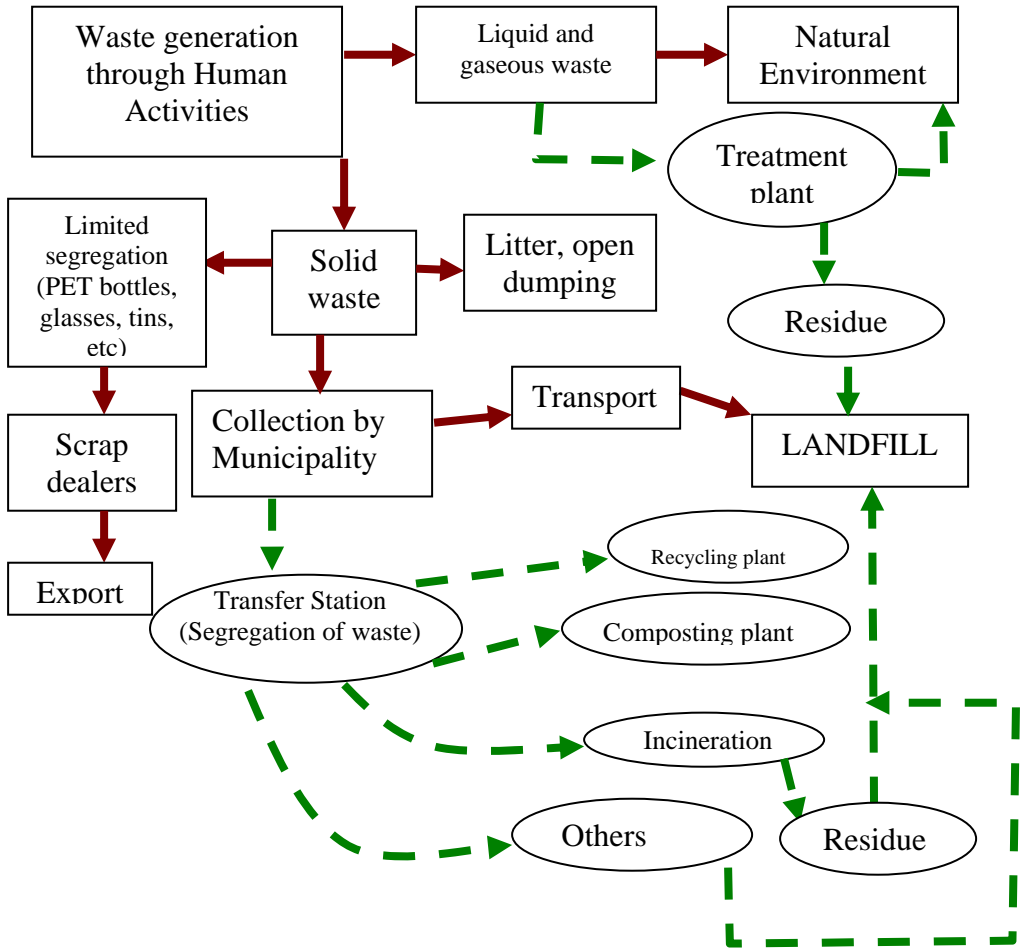 Waste generation
through Human
Activities
Liquid and
gaseous waste
Natural
Environment
Treatment
plant
Limited
segregation
(PET bottles,
glasses, tins,
etc)
Solid
waste
Litter, open
dumping
Residue
Scrap
dealers
Collection by
Municipality
Transport
LANDFILL
Export
Transfer Station
(Segregation of waste)
Recycling plant
Composting plant
Incineration
Others
Residue